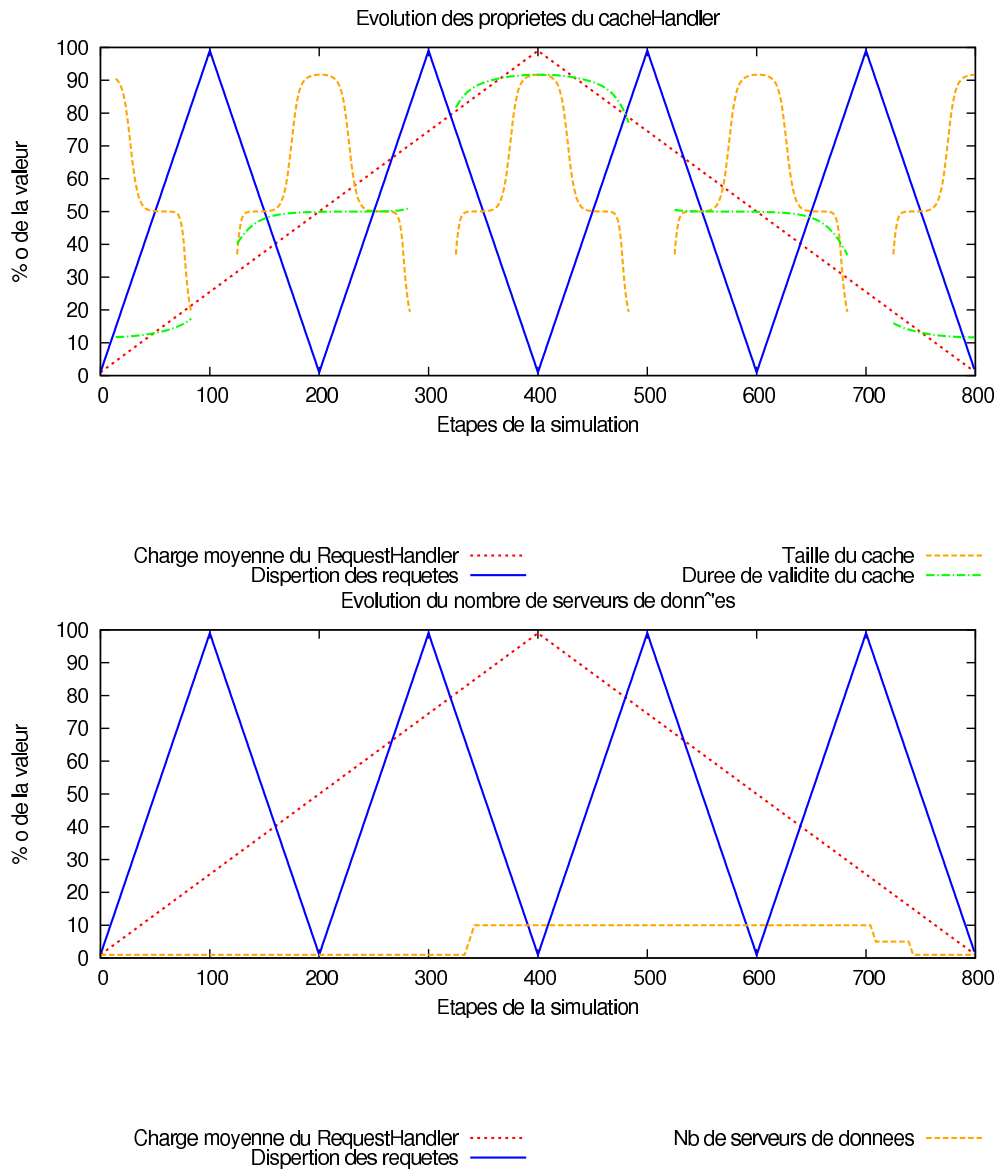 Evolution des proprietes du cacheHandler
100
90
80
70
60
50
40
30
20
10
0
% o de la valeur
0 100 200 300 400 500 600 700 800
Etapes de la simulation
Charge moyenne du RequestHandler
Dispertion des requetes
Taille du cache
Duree de validite du cache
Evolution du nombre de serveurs de donn^'es
100
90
80
70
60
50
40
30
20
10
0
% o de la valeur
0 100 200 300 400 500 600 700 800
Etapes de la simulation
Charge moyenne du RequestHandler
Dispertion des requetes
Nb de serveurs de donnees